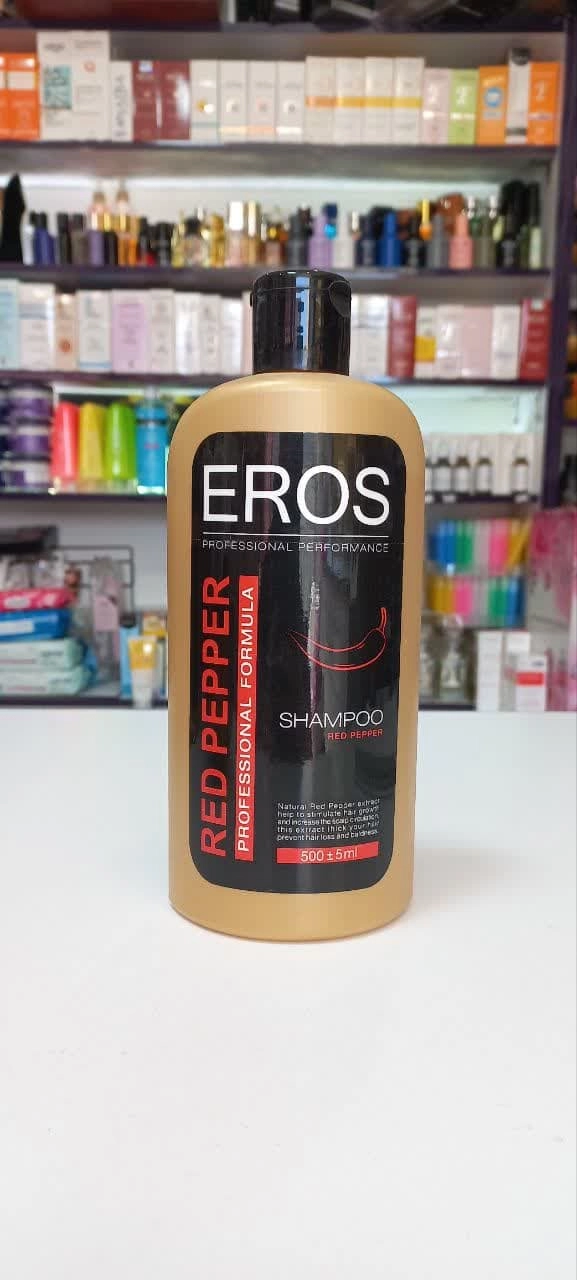 EROS
PROFESSIONAL PERFORMANCE
RED PEPPER
PROFESSIONAL FORMULA
SHAMPOO
RED PEPPER
Natural Red Pepper extract
help to stimulate hair growth
and increase the scalp circulation,
this extract thick your hair
prevent hair loss and baldness.
500 ± 5ml